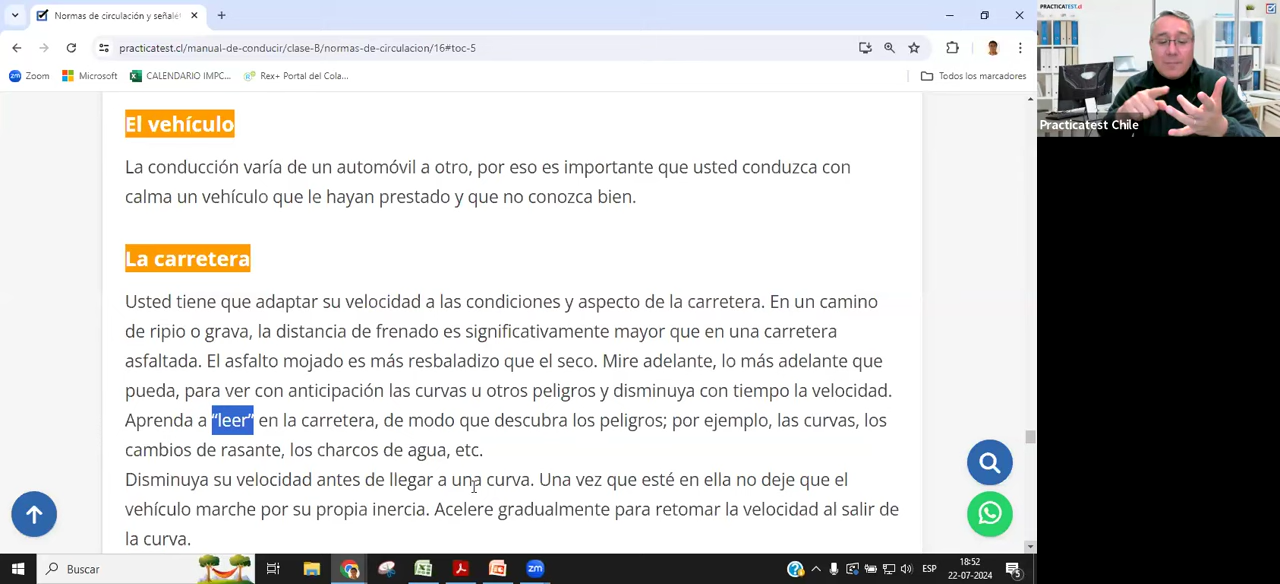 Normas de circulación y señalét
practicatest.cl/manual-de-conducir/clase-B/normas-de-circulacion/16#toc-5
Zoom
Microsoft
CALENDARIO IMPC...
Rex+ Portal del Cola...
Todos los marcadores
PRACTICATEST.cl
Practicatest Chile
El vehículo
La conducción varía de un automóvil a otro, por eso es importante que usted conduzca con
calma un vehículo que le hayan prestado y que no conozca bien.
La carretera
Usted tiene que adaptar su velocidad a las condiciones y aspecto de la carretera. En un camino
de ripio o grava, la distancia de frenado es significativamente mayor que en una carretera
asfaltada. El asfalto mojado es más resbaladizo que el seco. Mire adelante, lo más adelante que
pueda, para ver con anticipación las curvas u otros peligros y disminuya con tiempo la velocidad.
Aprenda a “leer” en la carretera, de modo que descubra los peligros; por ejemplo, las curvas, los
cambios de rasante, los charcos de agua, etc.
Disminuya su velocidad antes de llegar a una curva. Una vez que esté en ella no deje que el
vehículo marche por su propia inercia. Acelere gradualmente para retomar la velocidad al salir de
la curva.
Buscar
ESP
18:52
22-07-2024
5